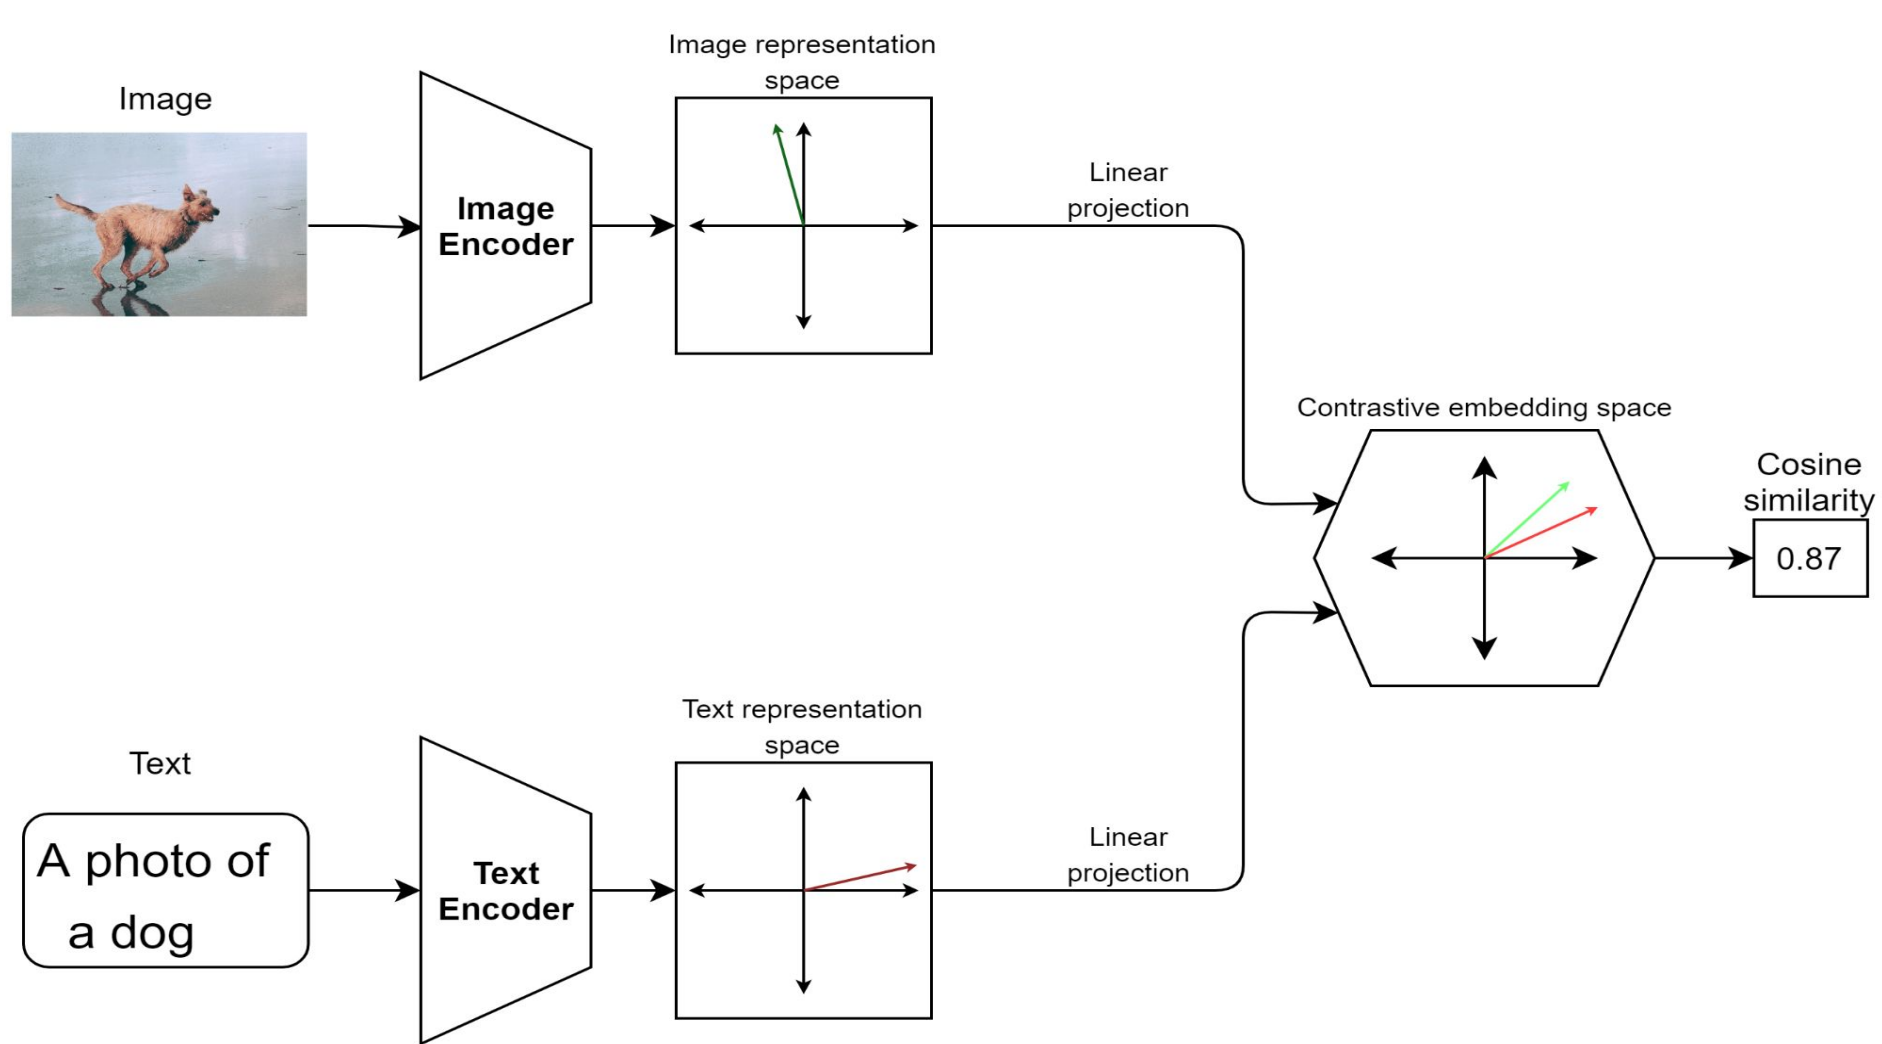 Image
Image
Encoder
Image representation
space
Linear
projection
Text
A photo of
a dog
Text
Encoder
Text representation
space
Linear
projection
Contrastive embedding space
Cosine
similarity
0.87